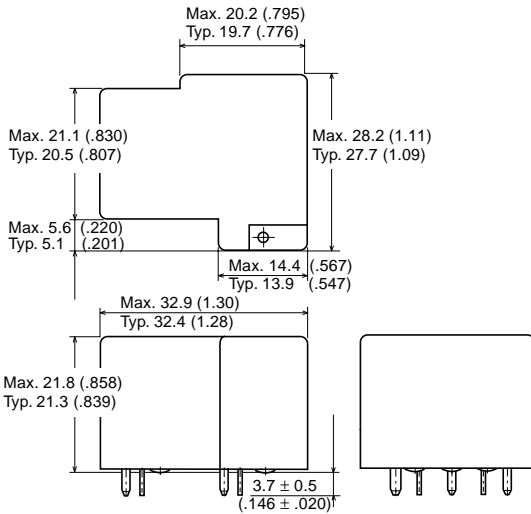 Max. 20.2 (.795)
Typ. 19.7 (.776)
Max. 21.1 (.830)
Typ. 20.5 (.807)
Max. 28.2 (1.11)
Typ. 27.7 (1.09)
Max. 5.6 (.220)
Typ. 5.1 (.201)
Max. 14.4 (.567)
Typ. 13.9 (.547)
Max. 32.9 (1.30)
Typ. 32.4 (1.28)
Max. 21.8 (.858)
Typ. 21.3 (.839)
3.7 ± 0.5
(.146 ± .020)